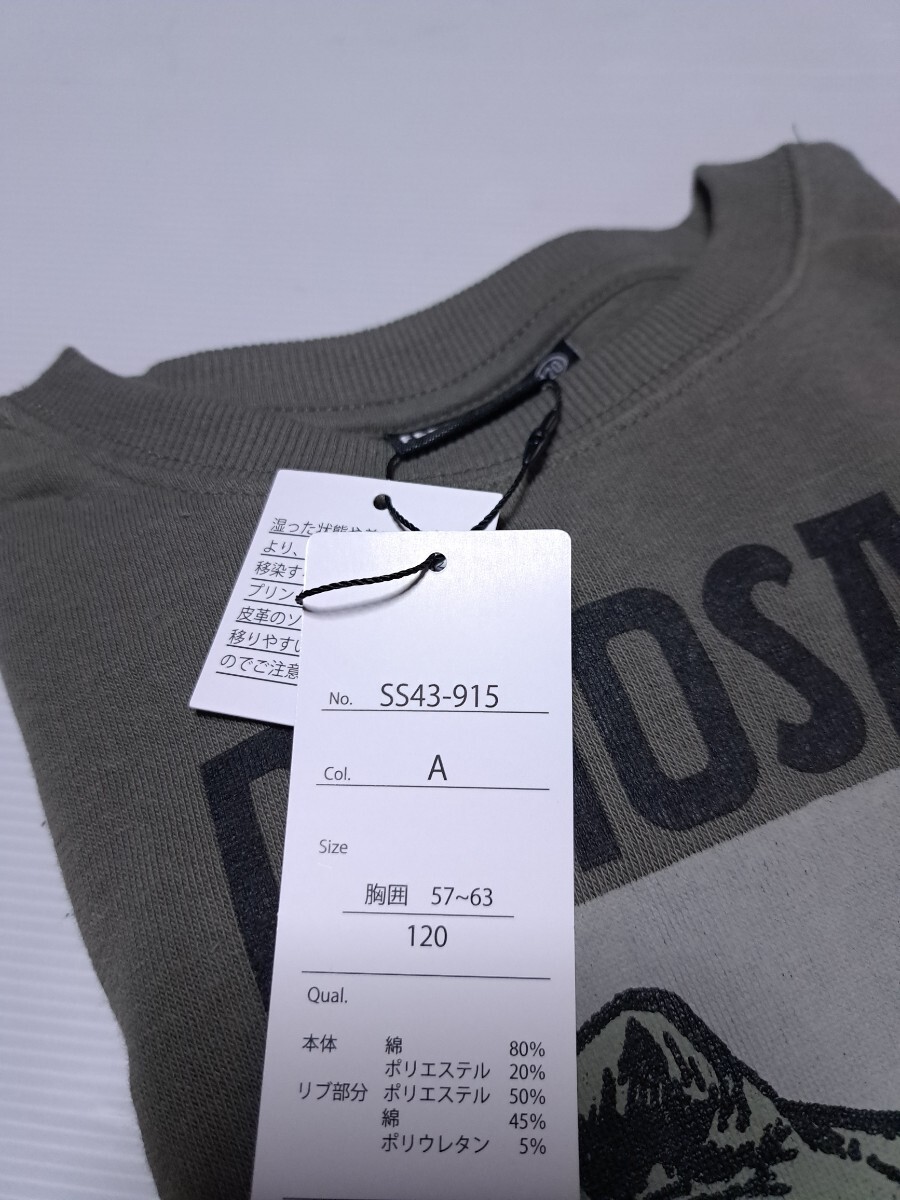 湿った状態や
より、
移染す
プリン
皮革のソ
移りやすい
のでご注意
No. SS43-915
Col. A
Size
胸囲 57~63
120
Qual.
本体 綿 80%
ポリエステル 20%
リブ部分 ポリエステル 50%
綿 45%
ポリウレタン 5%